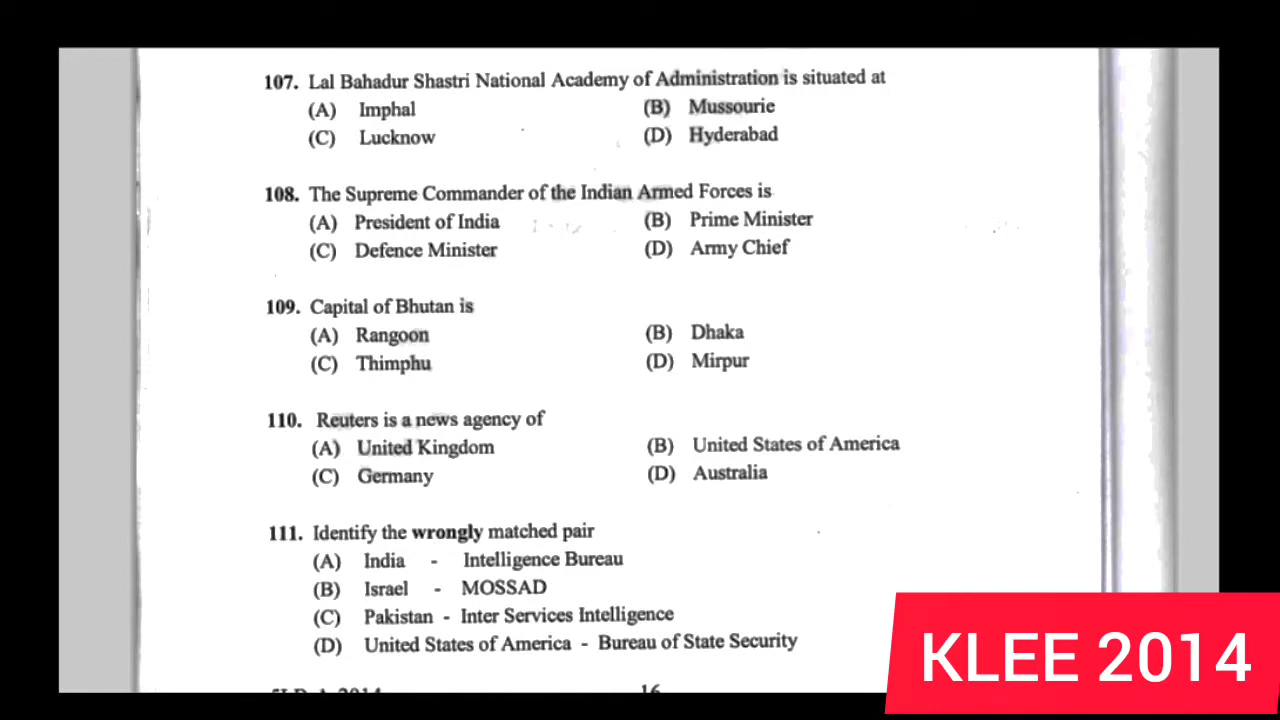 107. Lal Bahadur Shastri National Academy of Administration is situated at
(A) Imphal (B) Mussourie
(C) Lucknow (D) Hyderabad
108. The Supreme Commander of the Indian Armed Forces is
(A) President of India (B) Prime Minister
(C) Defence Minister (D) Army Chief
109. Capital of Bhutan is
(A) Rangoon (B) Dhaka
(C) Thimphu (D) Mirpur
110. Reuters is a news agency of
(A) United Kingdom (B) United States of America
(C) Germany (D) Australia
111. Identify the wrongly matched pair
(A) India - Intelligence Bureau
(B) Israel - MOSSAD
(C) Pakistan - Inter Services Intelligence
(D) United States of America - Bureau of State Security
16
KLEE 2014